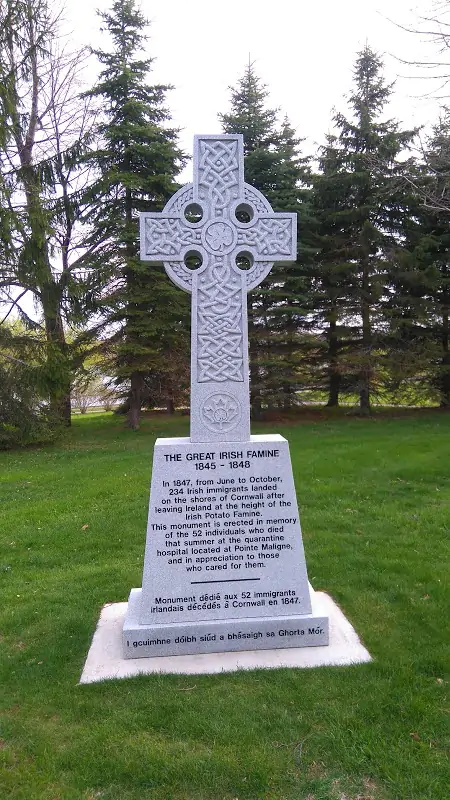 THE GREAT IRISH FAMINE
1845 - 1848
In 1847, from June to October,
234 Irish immigrants landed
on the shores of Cornwall after
leaving Ireland at the height of the
Irish Potato Famine.
This monument is erected in memory
of the 52 individuals who died
that summer at the quarantine
hospital located at Pointe Maligne,
and in appreciation to those
who cared for them.
Monument dédié aux 52 immigrants
irlandais décédés à Cornwall en 1847.
I gcuimhne dóibh siúd a bhásaigh sa Ghorta Mór.